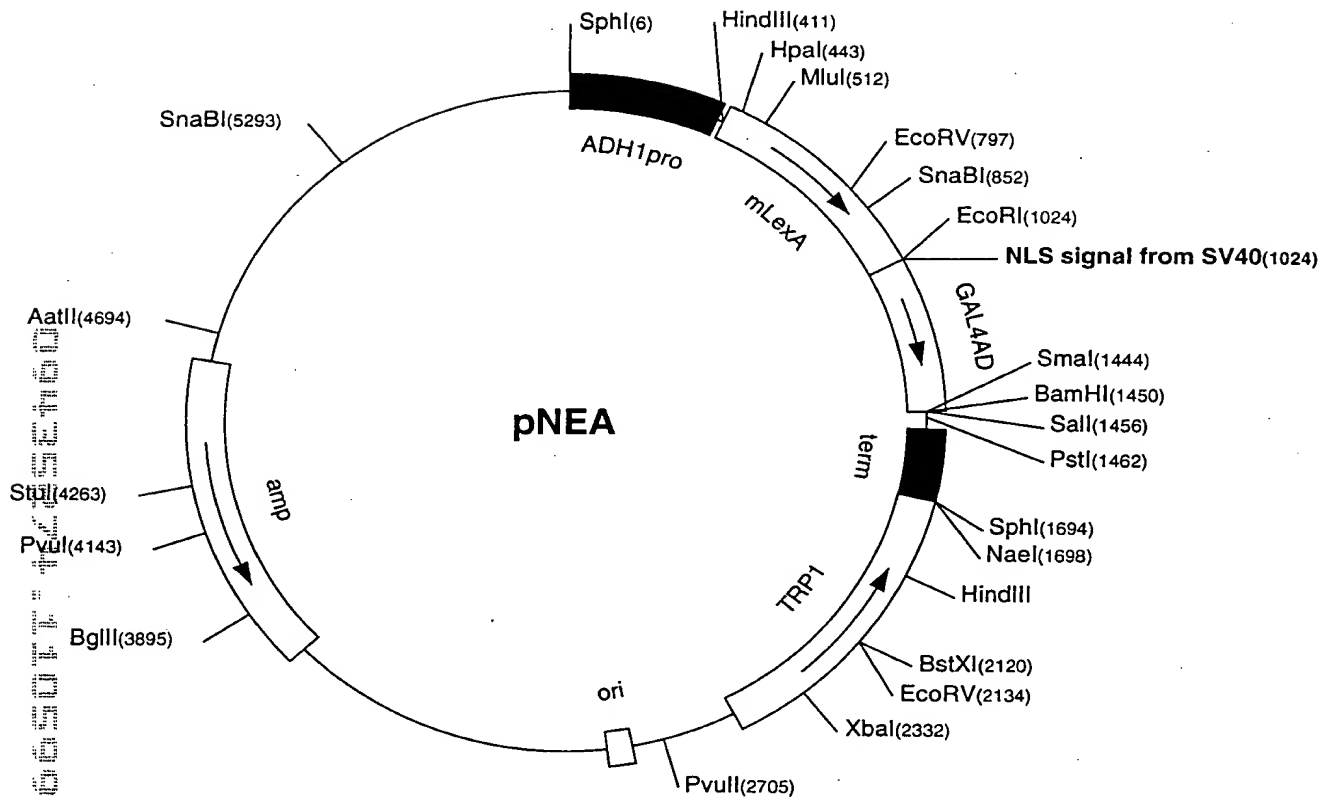 SphI(6)
HindIII(411)
HpaI(443)
MluI(512)
SnaBI(5293)
ADH1pro
EcoRV(797)
SnaBI(852)
mLexA
EcoRI(1024)
NLS signal from SV40(1024)
GAL4AD
AatII(4694)
SmaI(1444)
BamHI(1450)
pNEA
SalI(1456)
term
PstI(1462)
StuI(4263)
amp
SphI(1694)
PvuI(4143)
NaeI(1698)
TRP1
HindIII
BglII(3895)
BstXI(2120)
ori
EcoRV(2134)
XbaI(2332)
PvuII(2705)